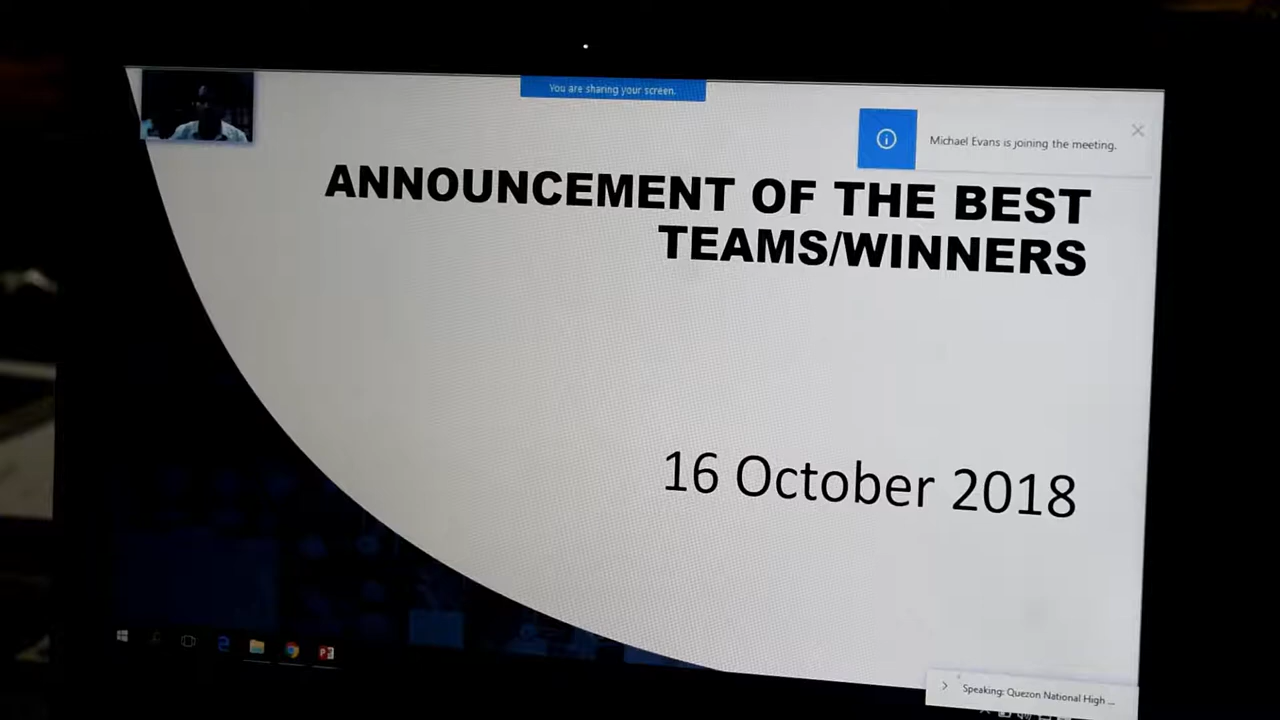 You are sharing your screen.
Michael Evans is joining the meeting.
ANNOUNCEMENT OF THE BEST
TEAMS/WINNERS
16 October 2018
Speaking: Quezon National High ...